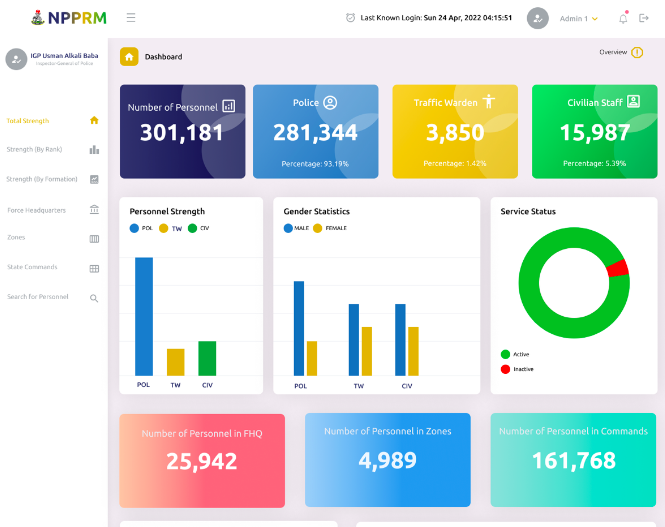 NPPRM
Last Known Login: Sun 24 Apr, 2022 04:15:51
Admin 1
IGP Usman Alkali Baba
Inspector-General of Police
Dashboard
Overview
Total Strength
Strength (By Rank)
Strength (By Formation)
Force Headquarters
Zones
State Commands
Search for Personnel
Number of Personnel
301,181
Police
281,344
Percentage: 93.19%
Traffic Warden
3,850
Percentage: 1.42%
Civilian Staff
15,987
Percentage: 5.39%
Personnel Strength
POL TW CIV
POL TW CIV
Gender Statistics
MALE FEMALE
POL TW CIV
Service Status
Active
Inactive
Number of Personnel in FHQ
25,942
Number of Personnel in Zones
4,989
Number of Personnel in Commands
161,768